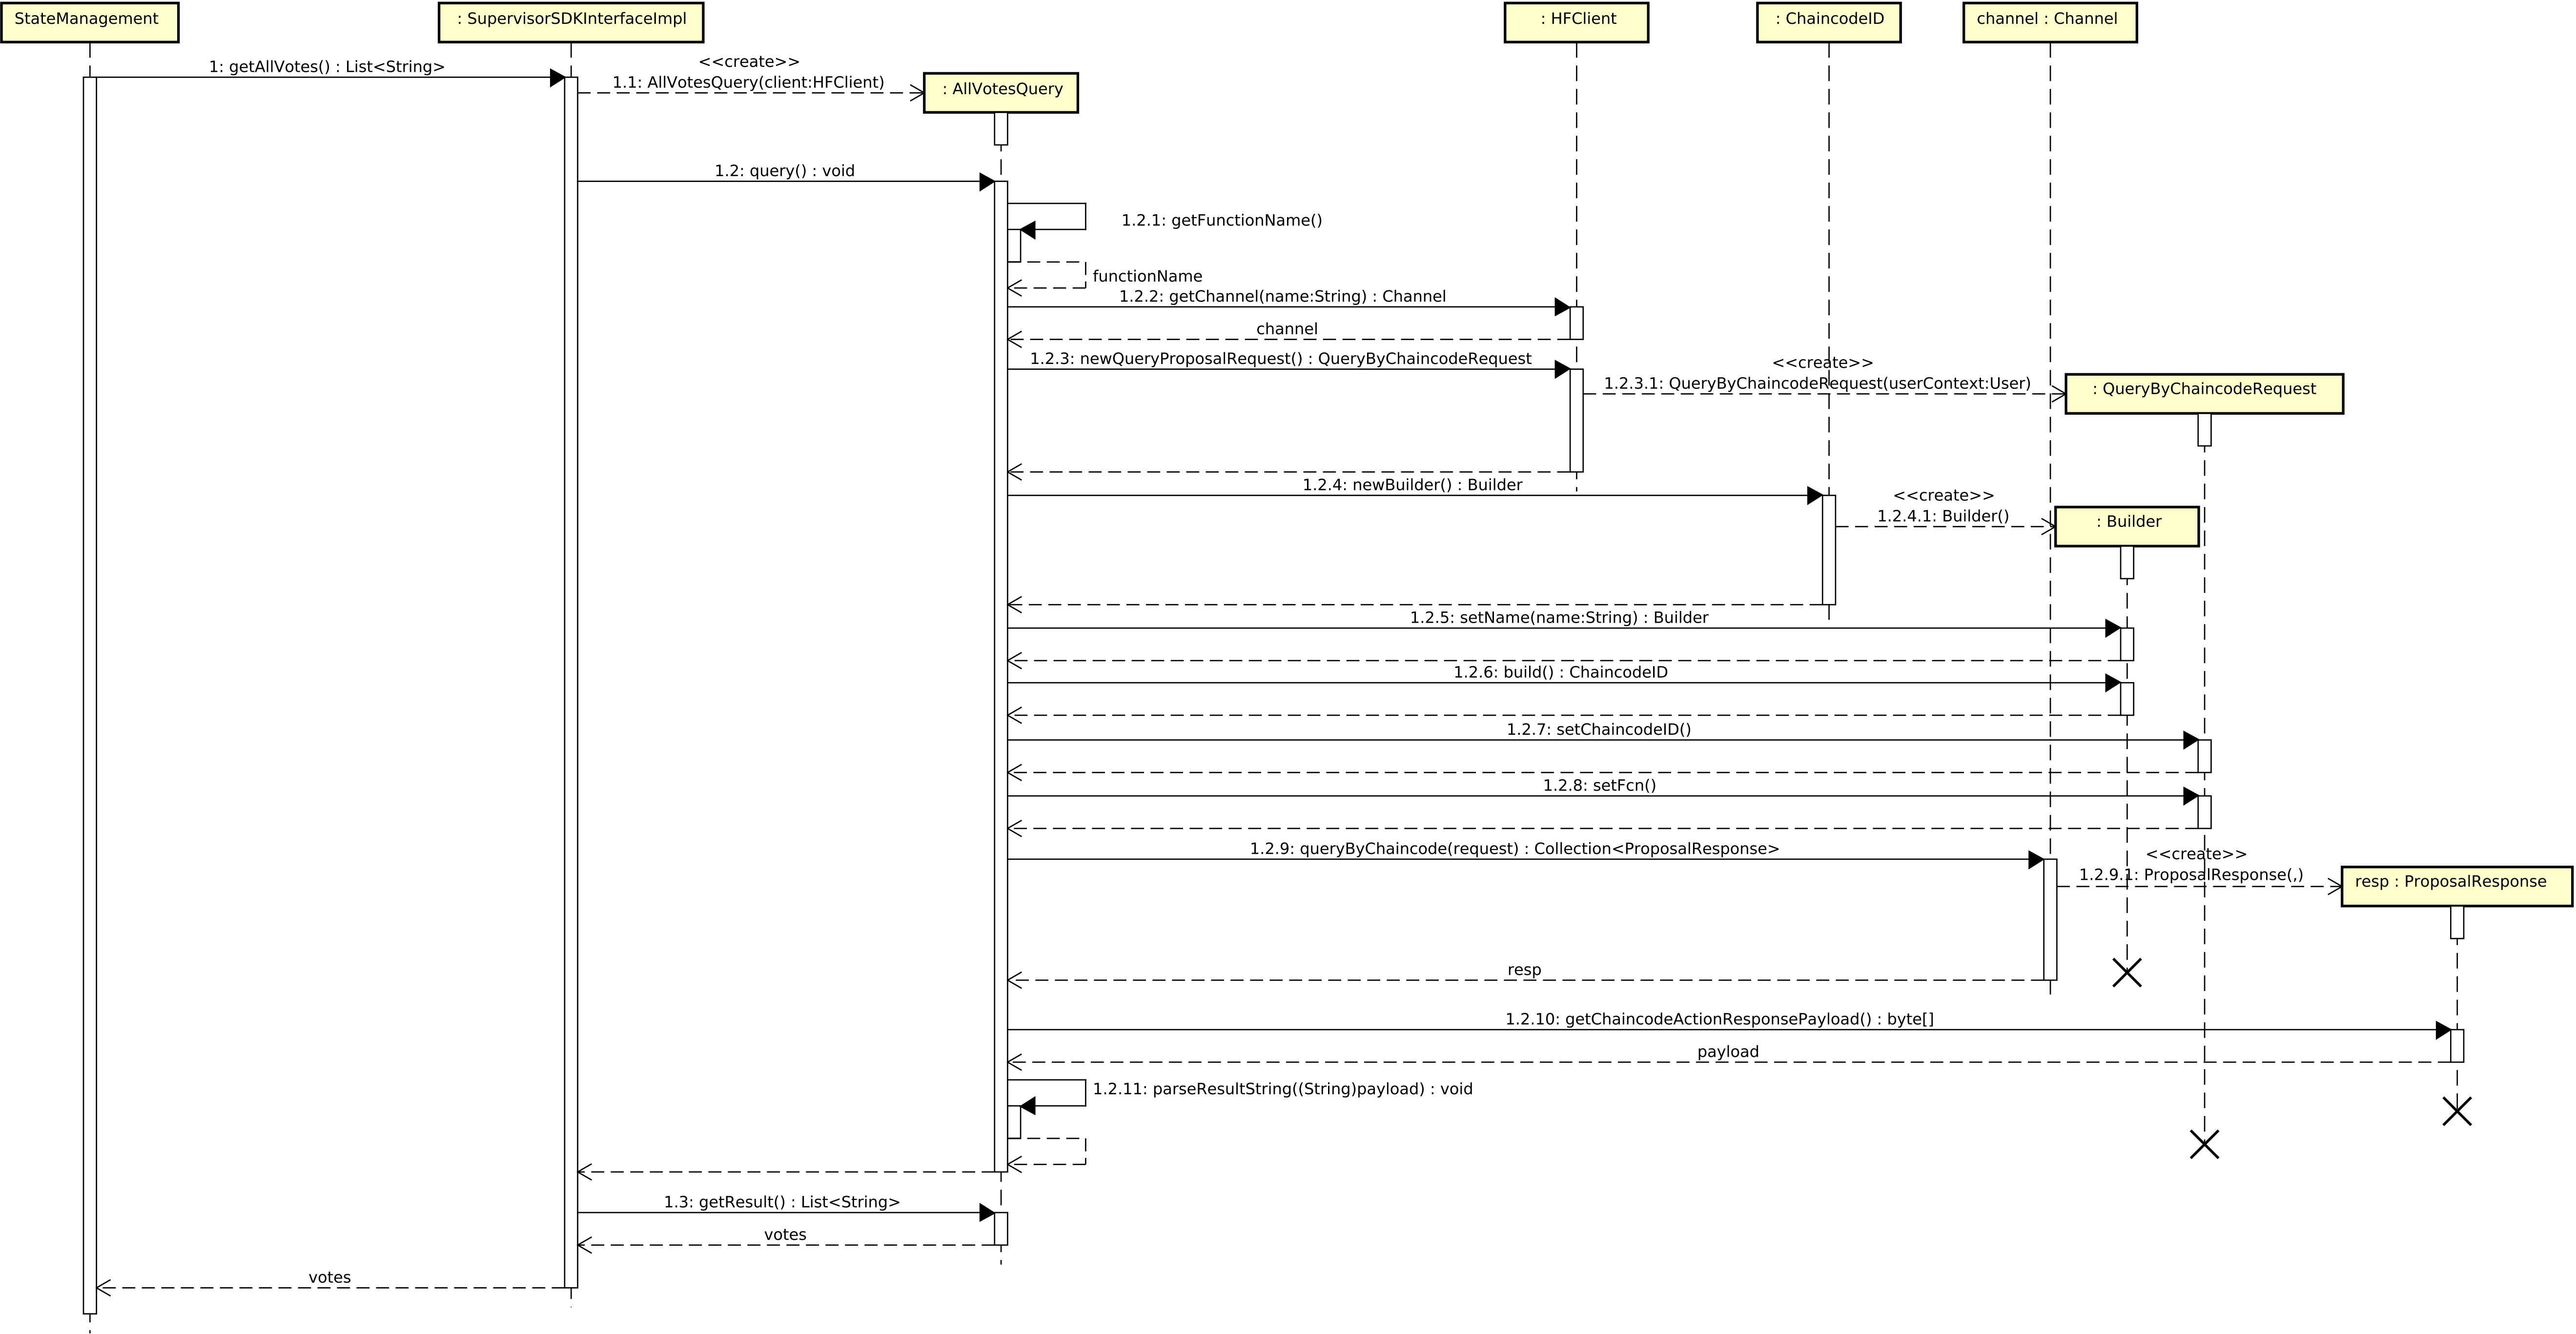 StateManagement
: SupervisorSDKInterfaceImpl
: HFClient
: ChaincodeID
channel : Channel
1: getAllVotes() : List<String>
<<create>>
1.1: AllVotesQuery(client:HFClient)
: AllVotesQuery
1.2: query() : void
1.2.1: getFunctionName()
functionName
1.2.2: getChannel(name:String) : Channel
channel
1.2.3: newQueryProposalRequest() : QueryByChaincodeRequest
<<create>>
1.2.3.1: QueryByChaincodeRequest(userContext:User)
: QueryByChaincodeRequest
1.2.4: newBuilder() : Builder
<<create>>
1.2.4.1: Builder()
: Builder
1.2.5: setName(name:String) : Builder
1.2.6: build() : ChaincodeID
1.2.7: setChaincodeID()
1.2.8: setFcn()
1.2.9: queryByChaincode(request) : Collection<ProposalResponse>
<<create>>
1.2.9.1: ProposalResponse(,)
resp : ProposalResponse
resp
1.2.10: getChaincodeActionResponsePayload() : byte[]
payload
1.2.11: parseResultString((String)payload) : void
1.3: getResult() : List<String>
votes
votes